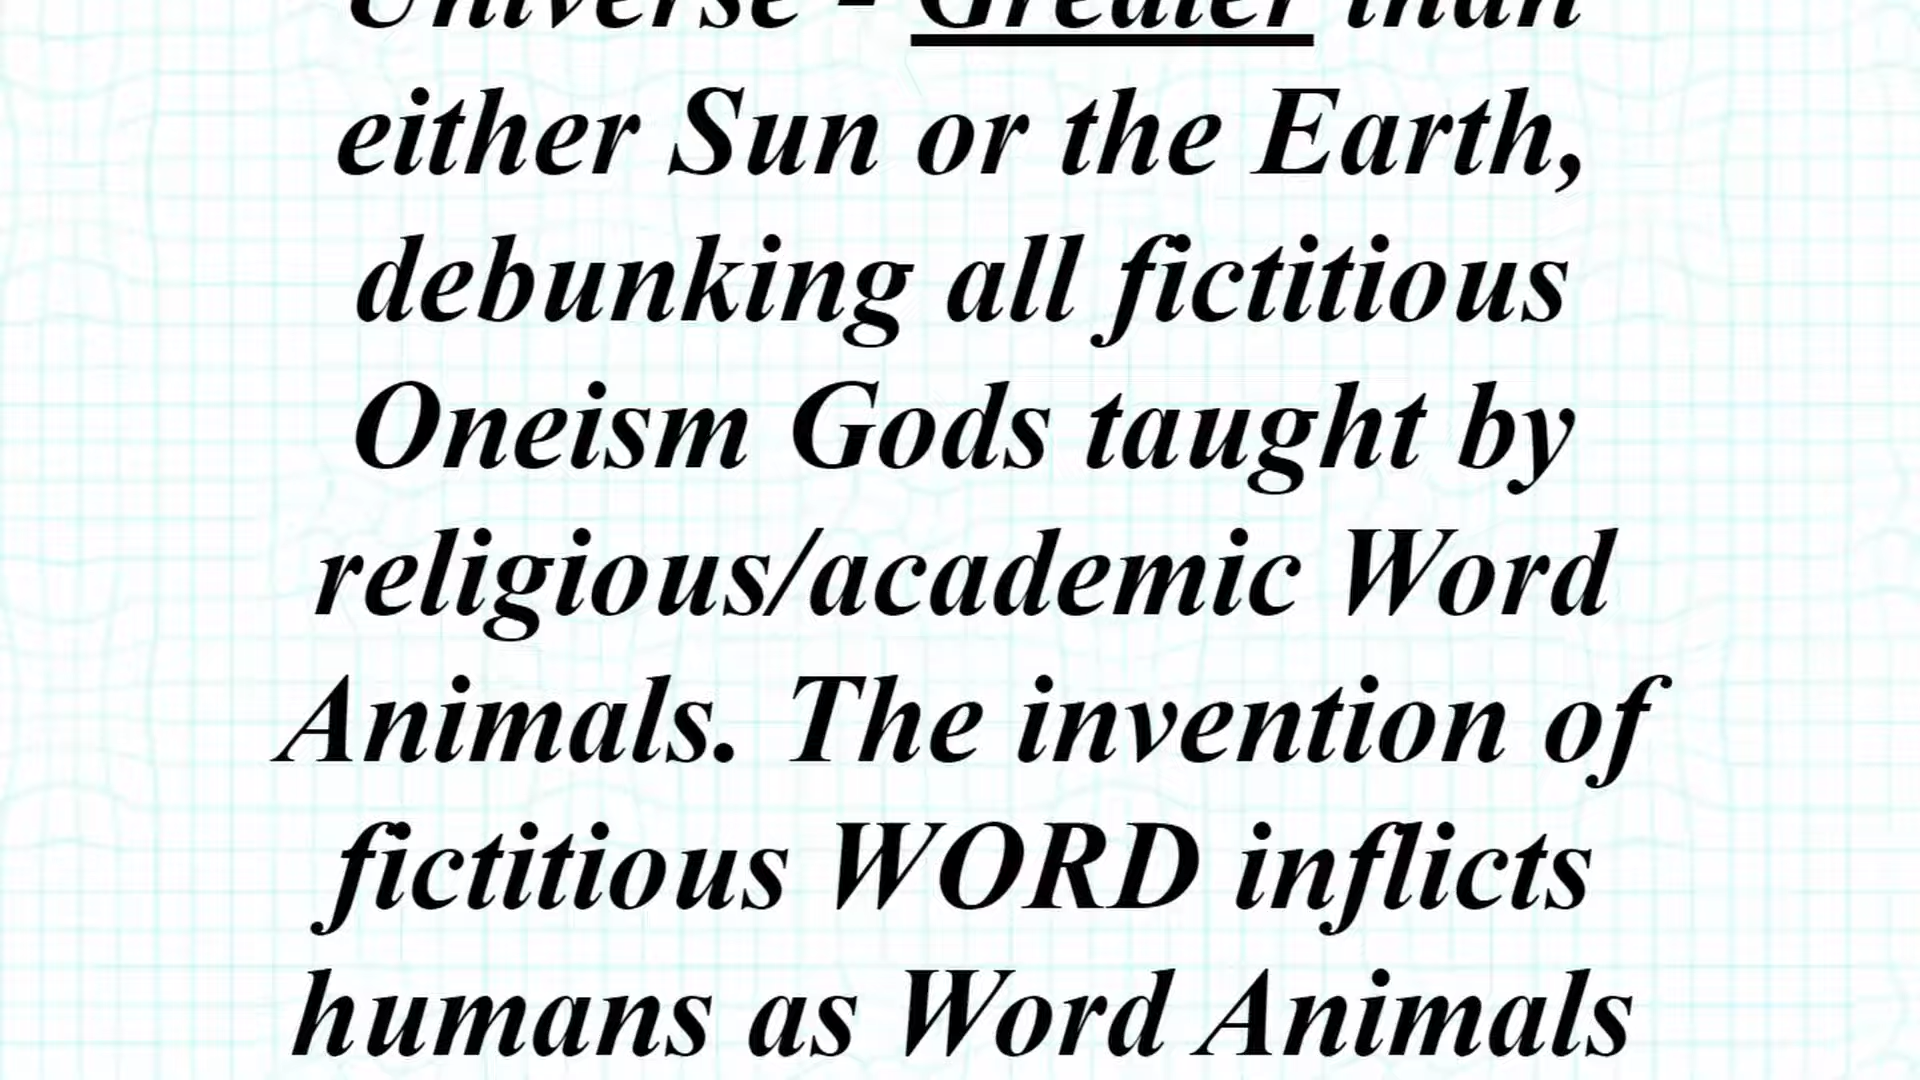 Universe - Greater than
either Sun or the Earth,
debunking all fictitious
Oneism Gods taught by
religious/academic Word
Animals. The invention of
fictitious WORD inflicts
humans as Word Animals